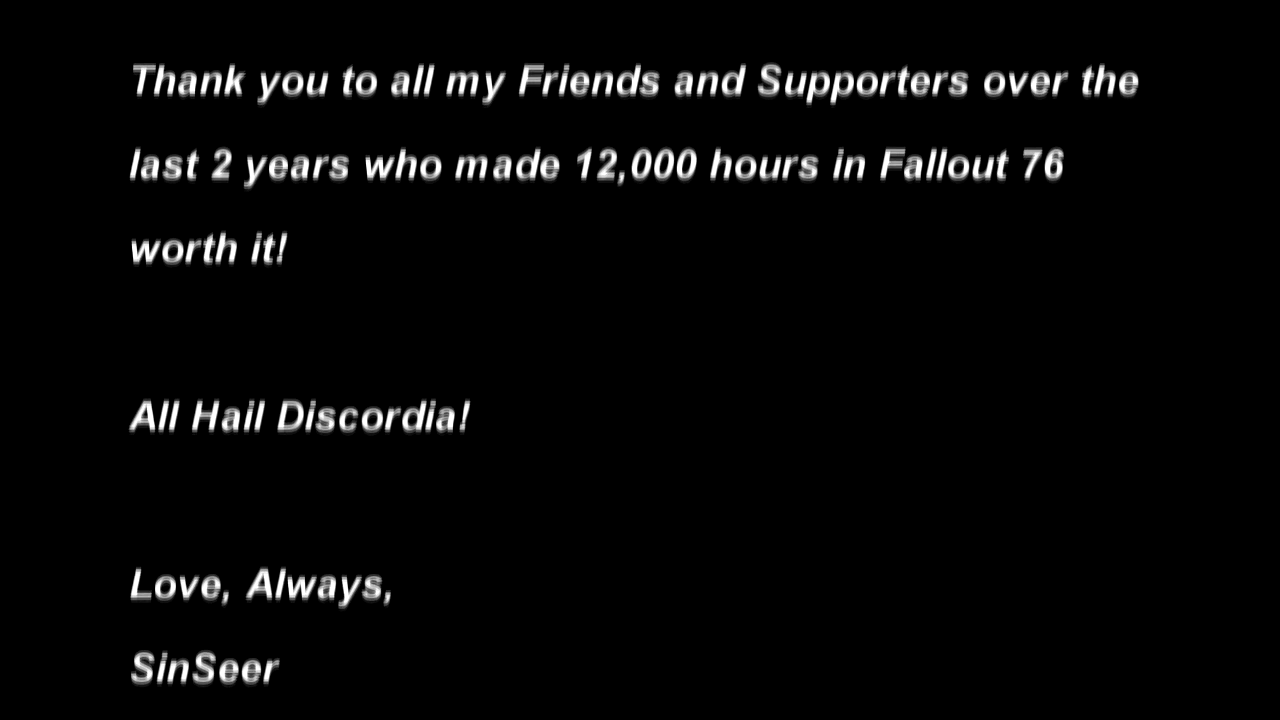 Thank you to all my Friends and Supporters over the
last 2 years who made 12,000 hours in Fallout 76
worth it!
All Hail Discordia!
Love, Always,
SinSeer